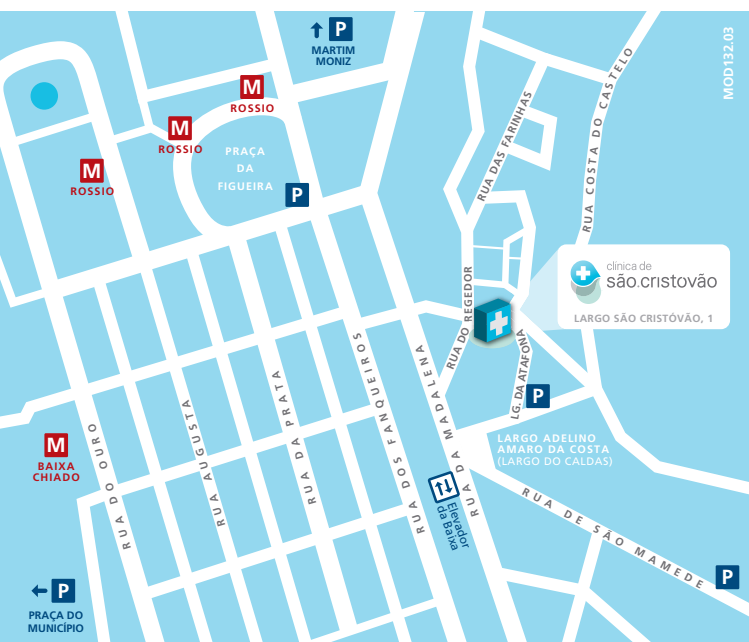 P
MARTIM
MONIZ
MOD132.03
M
ROSSIO
M
ROSSIO
M
ROSSIO
PRAÇA
DA
FIGUEIRA
P
RUA DAS FARINHAS
RUA COSTA DO CASTELO
clínica de
são.cristovão
LARGO SÃO CRISTÓVÃO, 1
RUA DO REGEDOR
LG. DA ATAFONA
P
LARGO ADELINO
AMARO DA COSTA
(LARGO DO CALDAS)
M
BAIXA
CHIADO
RUA DO OURO
RUA AUGUSTA
RUA DA PRATA
RUA DOS FANQUEIROS
RUA DA MADALENA
Elevador
da Baixa
RUA DE SÃO MAMEDE
P
P
PRAÇA DO
MUNICÍPIO